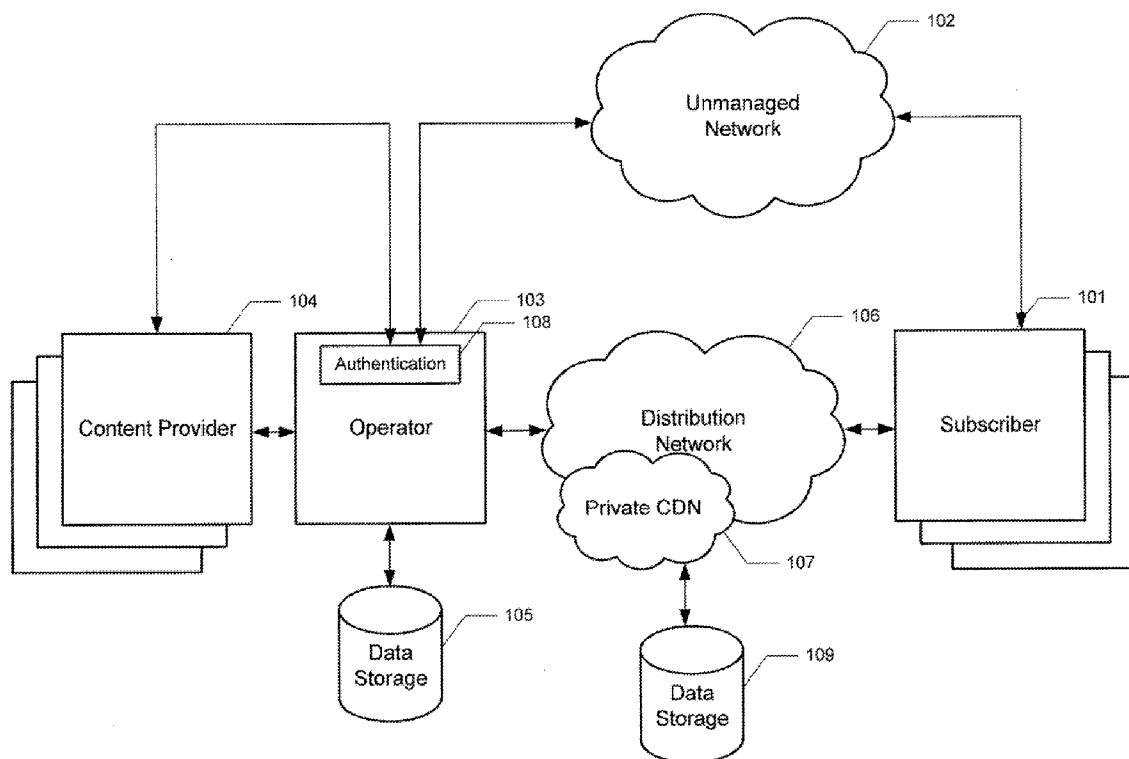 102
Unmanaged
Network
104
103
108
101
106
Authentication
Content Provider
Operator
Distribution
Network
Subscriber
Private CDN
107
105
Data
Storage
109
Data
Storage